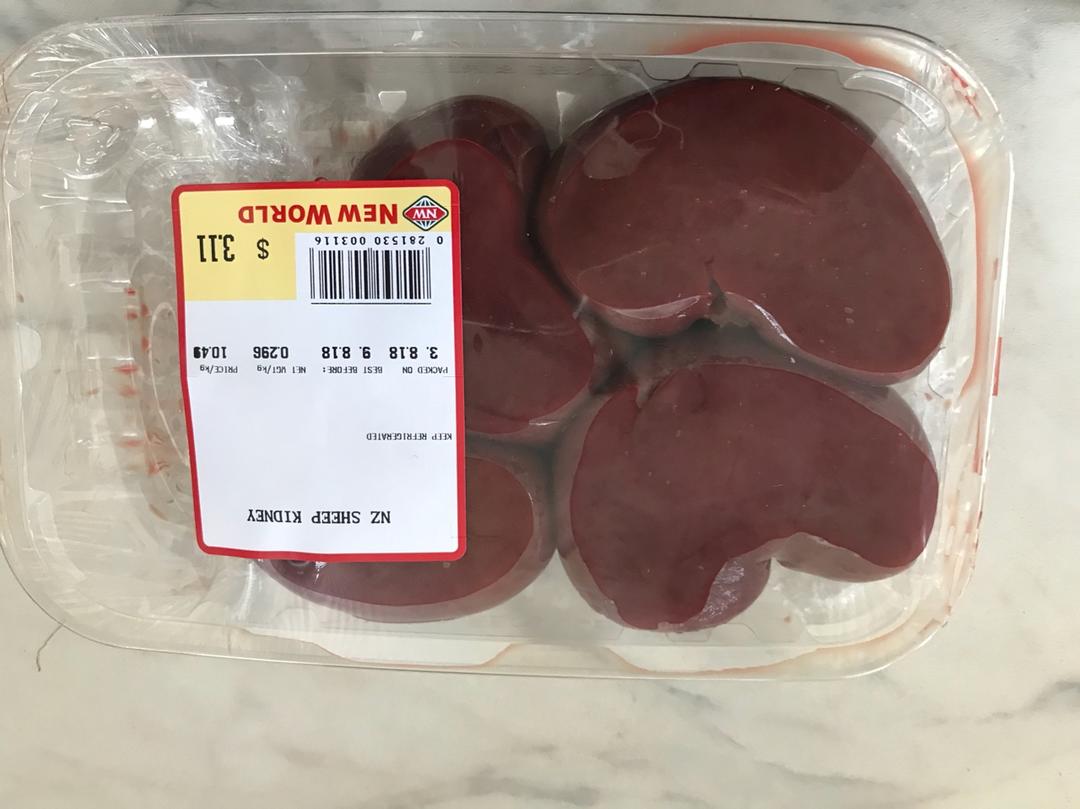 NZ SHEEP KIDNEY
KEEP REFRIGERATED
PACKED ON BEST BEFORE: NET WGT/kg PRICE/kg
3. 8.18 9. 8.18 0.296 10.49
$ 3.11
0 281530 003116
NW NEW WORLD